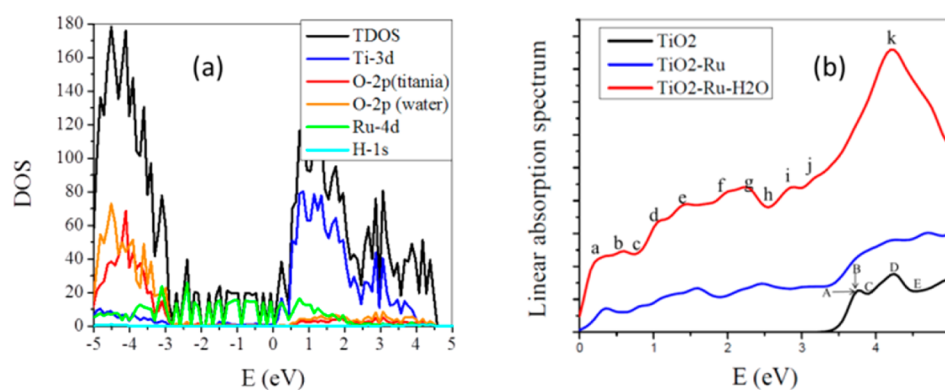 180
160
140
120
100
80
60
40
20
0
DOS
(a)
TDOS
Ti-3d
O-2p(titania)
O-2p (water)
Ru-4d
H-1s
-5 -4 -3 -2 -1 0 1 2 3 4 5
E (eV)
Linear absorption spectrum
TiO2
TiO2-Ru
TiO2-Ru-H2O
(b)
k
a b c d e f g h i j
A B C D E
0 1 2 3 4
E (eV)